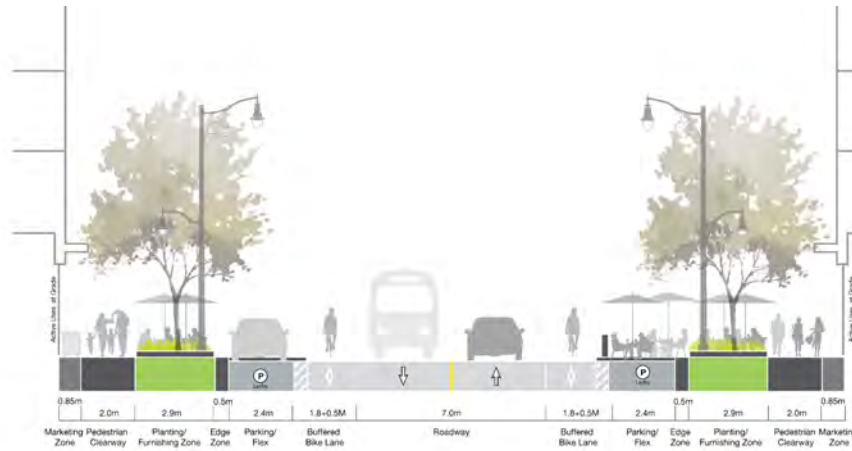 Active Uses at Grade
Active Uses at Grade
P
P
0.85m
2.0m
2.9m
0.5m
2.4m
1.8+0.5M
7.0m
1.8+0.5M
2.4m
0.5m
2.9m
2.0m
0.85m
Marketing
Zone
Pedestrian
Clearway
Planting/
Furnishing Zone
Edge
Zone
Parking/
Flex
Buffered
Bike Lane
Roadway
Buffered
Bike Lane
Parking/
Flex
Edge
Zone
Planting/
Furnishing Zone
Pedestrian
Clearway
Marketing
Zone